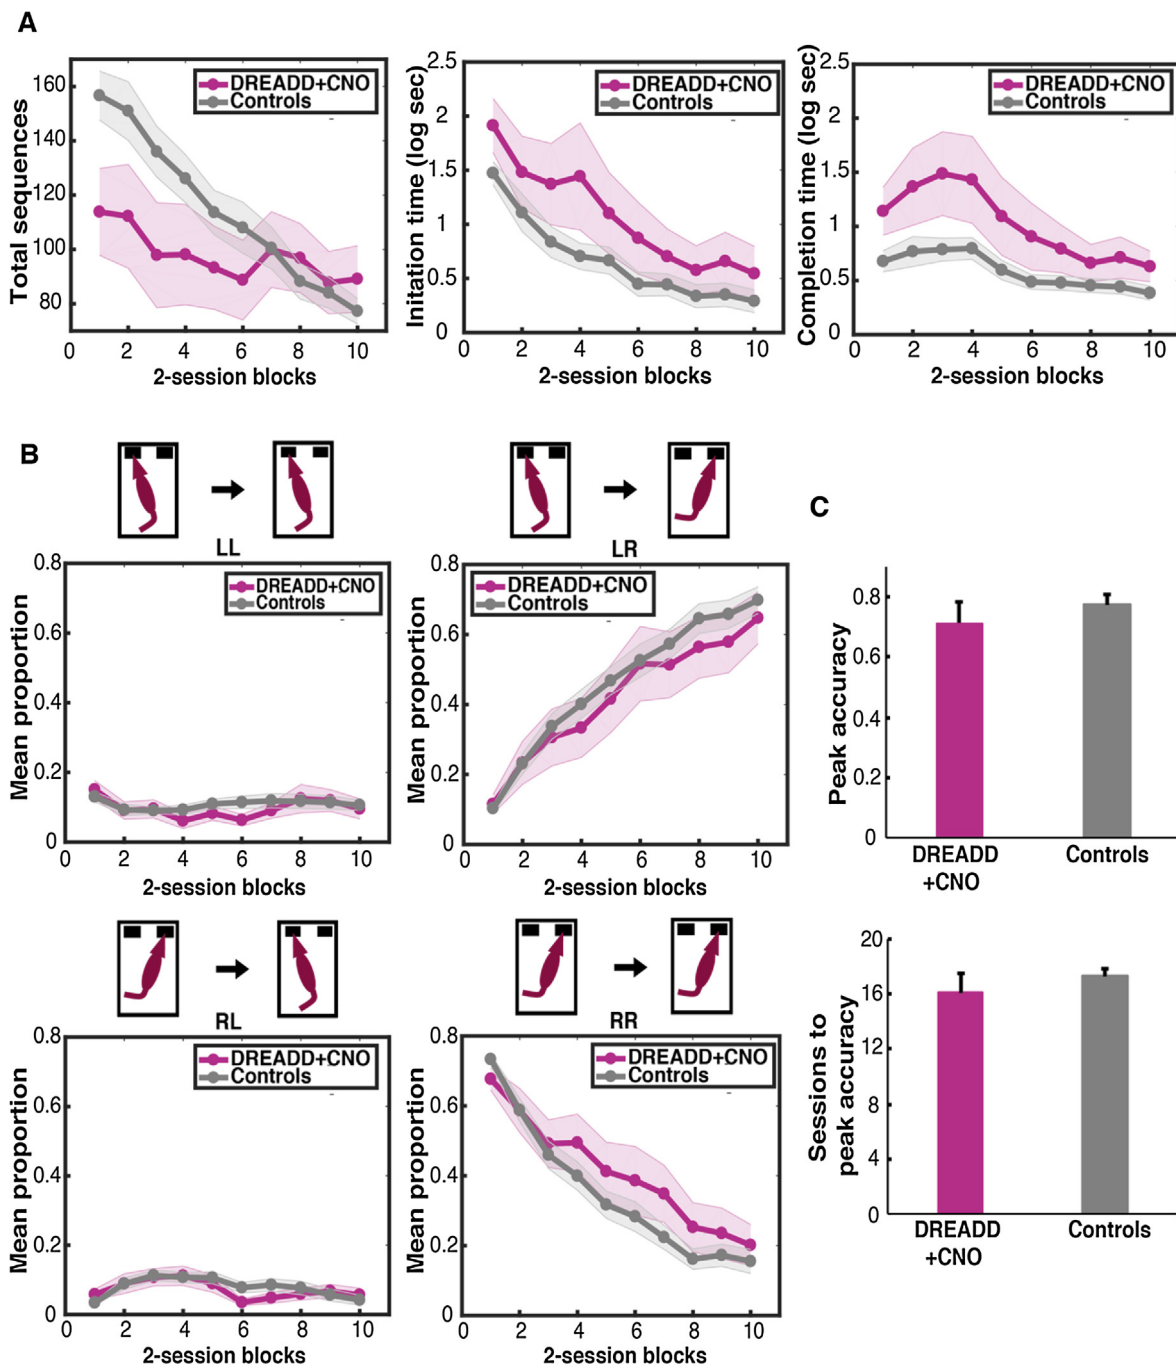 A
Total sequences
160
140
120
100
80
DREADD+CNO
Controls
0 2 4 6 8 10
2-session blocks
Initation time (log sec)
2.5
2
1.5
1
0.5
0
DREADD+CNO
Controls
0 2 4 6 8 10
2-session blocks
Completion time (log sec)
2.5
2
1.5
1
0.5
0
DREADD+CNO
Controls
0 2 4 6 8 10
2-session blocks
B
LL
Mean proportion
0.8
0.6
0.4
0.2
0
DREADD+CNO
Controls
0 2 4 6 8 10
2-session blocks
LR
Mean proportion
0.8
0.6
0.4
0.2
0
DREADD+CNO
Controls
0 2 4 6 8 10
2-session blocks
RL
Mean proportion
0.8
0.6
0.4
0.2
0
DREADD+CNO
Controls
0 2 4 6 8 10
2-session blocks
RR
Mean proportion
0.8
0.6
0.4
0.2
0
DREADD+CNO
Controls
0 2 4 6 8 10
2-session blocks
C
Peak accuracy
0.8
0.6
0.4
0.2
0
DREADD
+CNO
Controls
Sessions to
peak accuracy
20
16
12
8
4
0
DREADD
+CNO
Controls